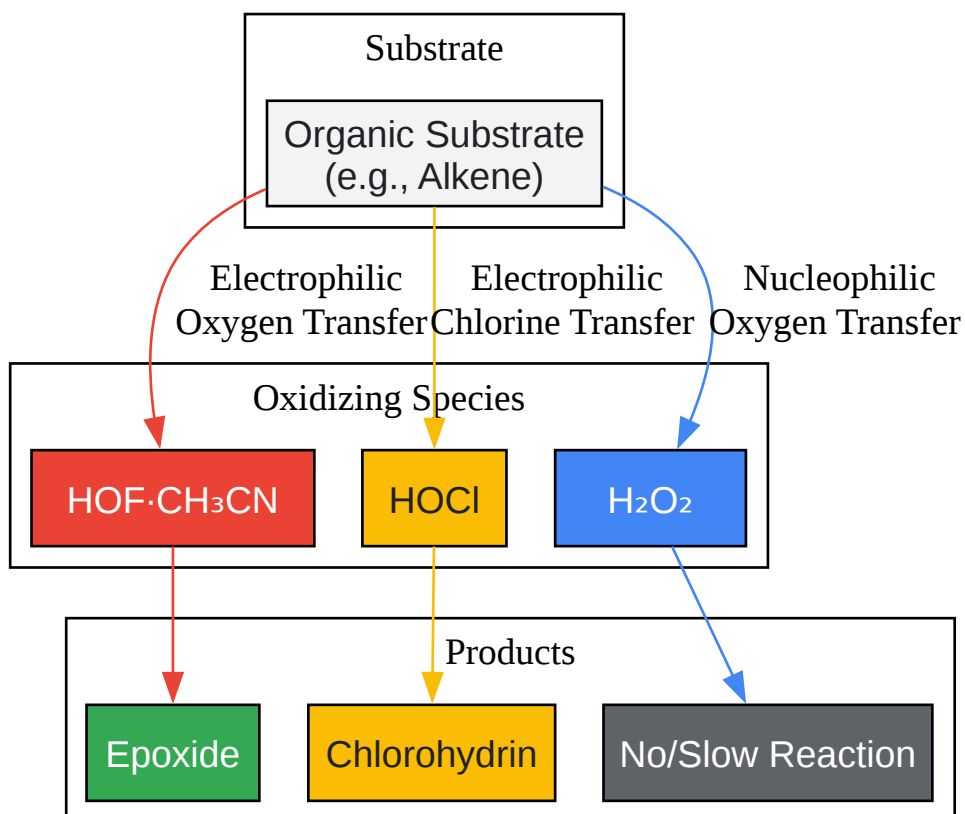 Substrate
Organic Substrate
(e.g., Alkene)
Electrophilic
Oxygen Transfer
Electrophilic
Chlorine Transfer
Nucleophilic
Oxygen Transfer
Oxidizing Species
HOF·CH₃CN
HOCl
H₂O₂
Products
Epoxide
Chlorohydrin
No/Slow Reaction